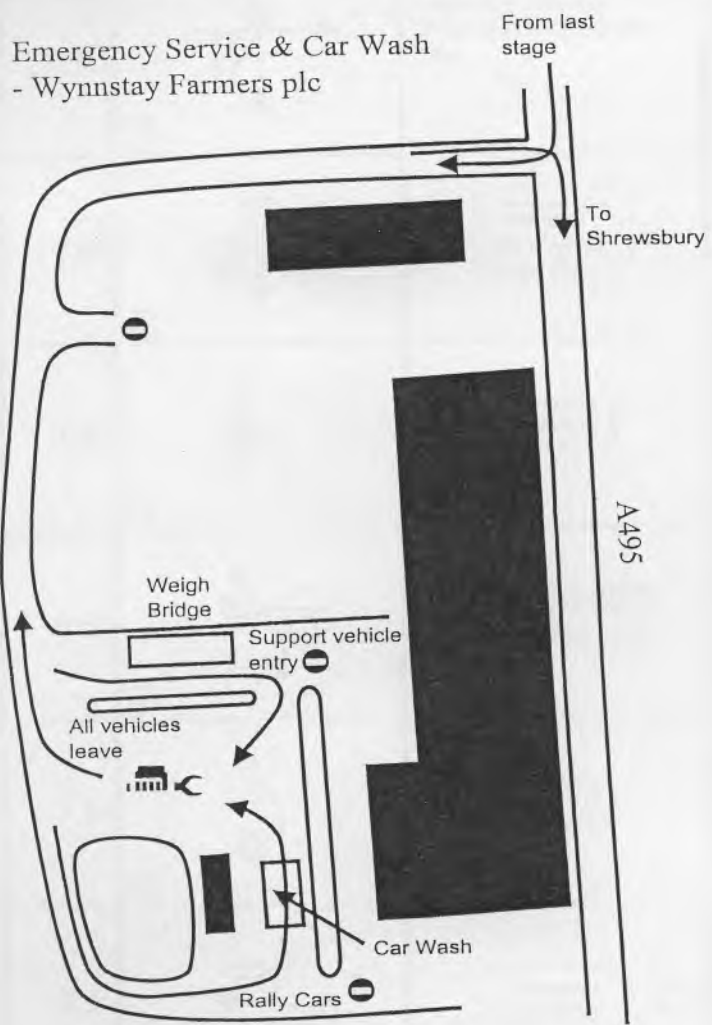 Emergency Service & Car Wash
- Wynnstay Farmers plc
From last
stage
To
Shrewsbury
A495
Weigh
Bridge
Support vehicle
entry
All vehicles
leave
Car Wash
Rally Cars